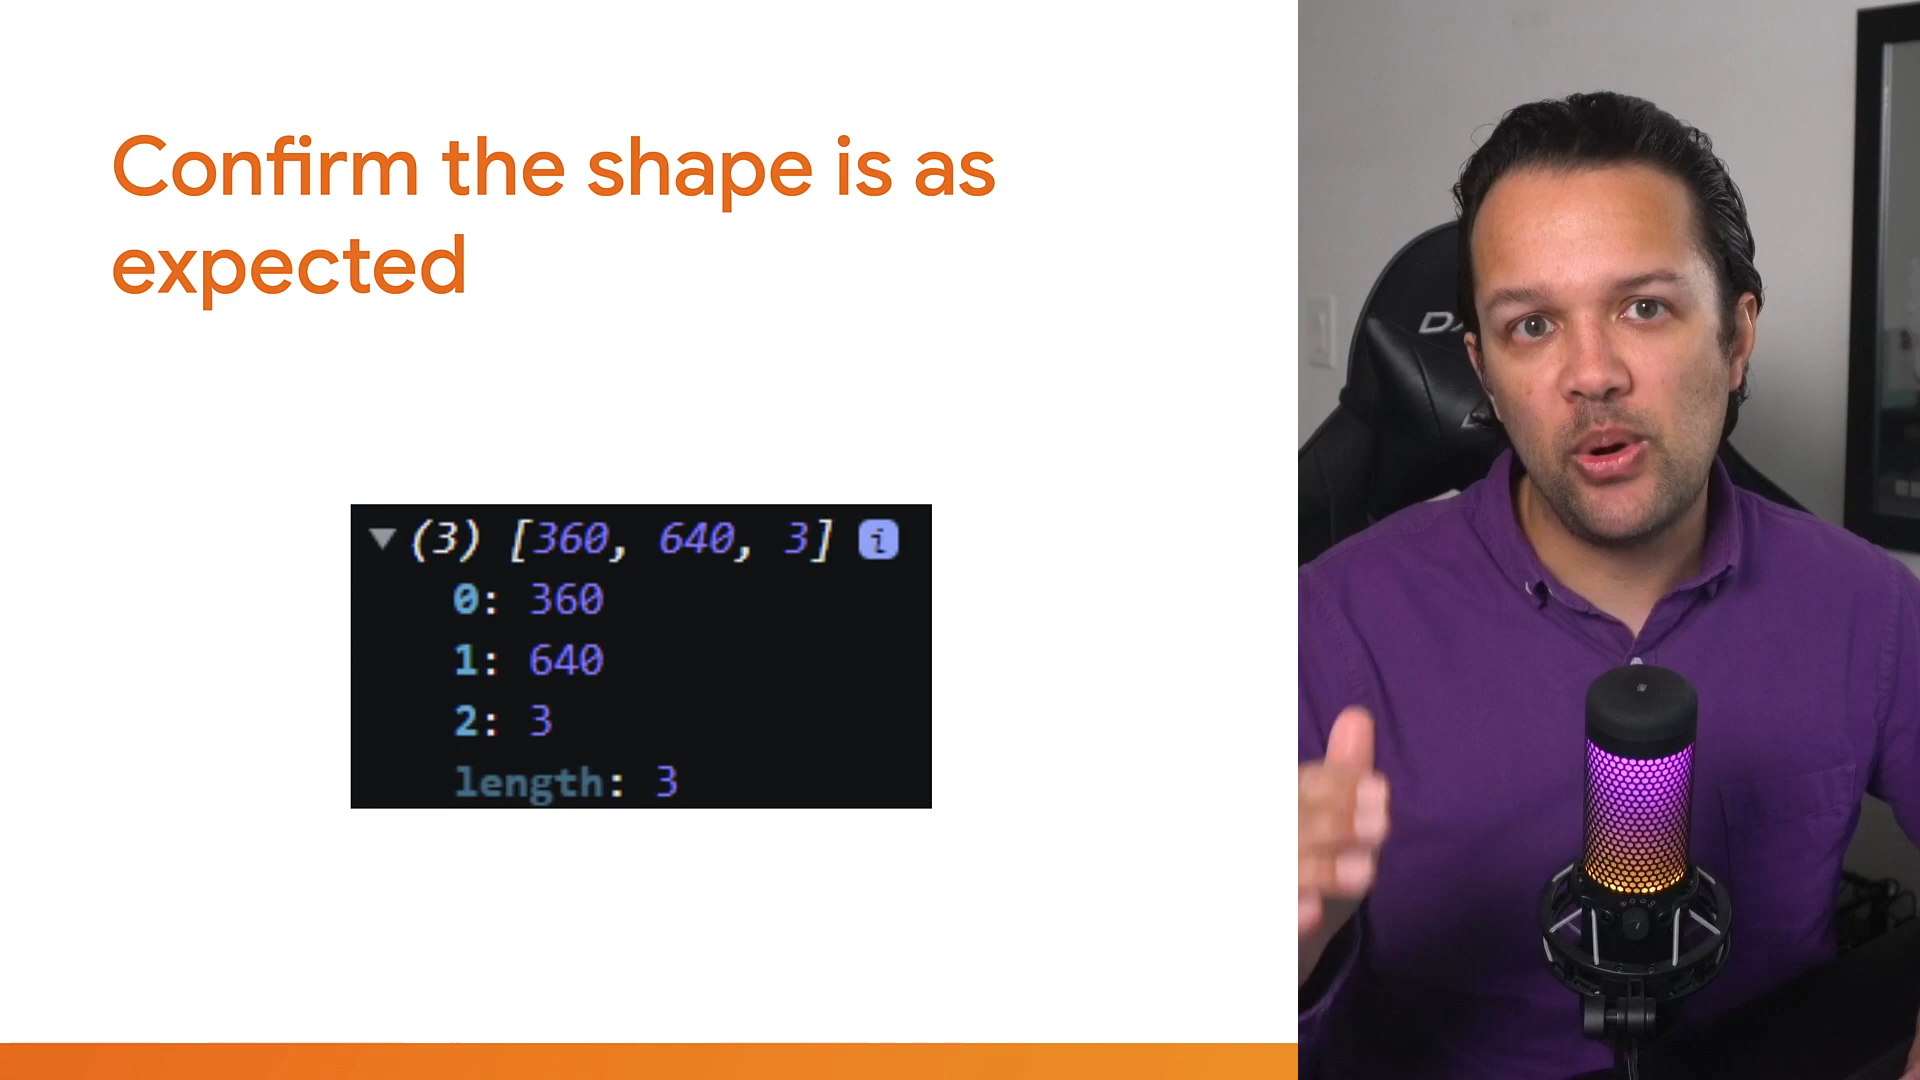 Confirm the shape is as
expected
(3) [360, 640, 3] i
0: 360
1: 640
2: 3
length: 3